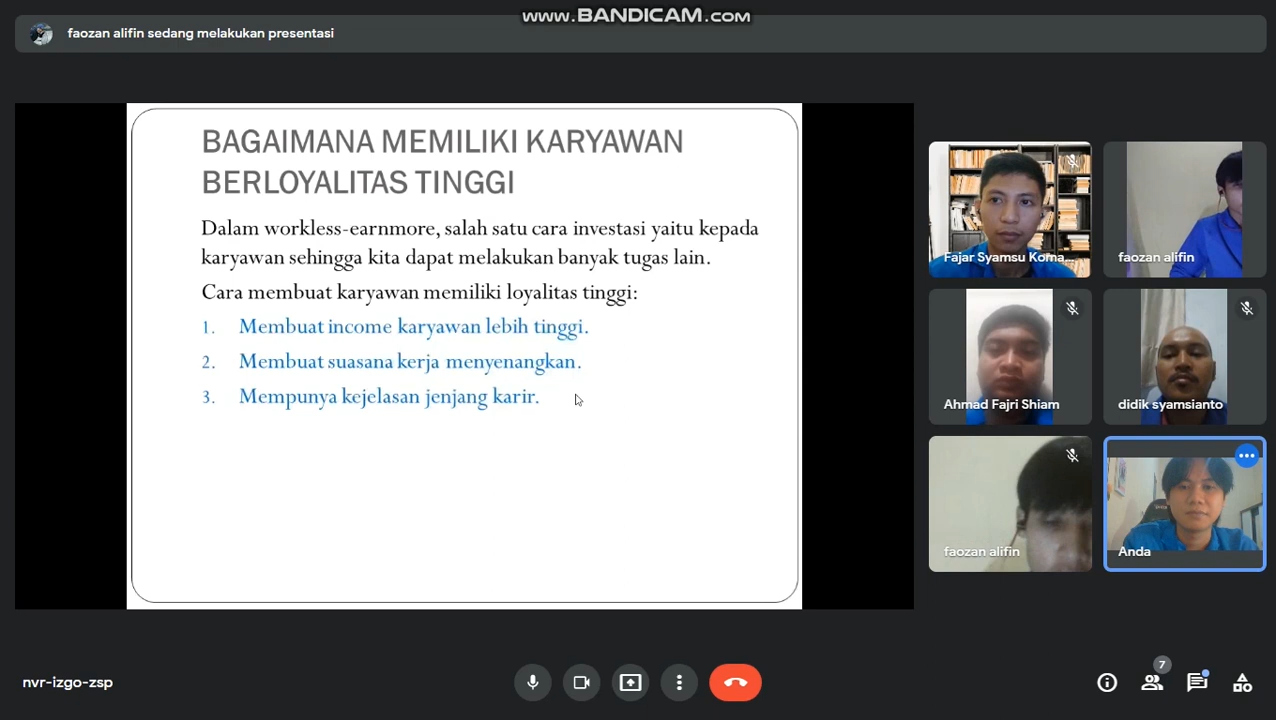 www.BANDICAM.com
faozan alifin sedang melakukan presentasi
BAGAIMANA MEMILIKI KARYAWAN
BERLOYALITAS TINGGI
Dalam workless-earnmore, salah satu cara investasi yaitu kepada
karyawan sehingga kita dapat melakukan banyak tugas lain.
Cara membuat karyawan memiliki loyalitas tinggi:
1. Membuat income karyawan lebih tinggi.
2. Membuat suasana kerja menyenangkan.
3. Mempunya kejelasan jenjang karir.
Fajar Syamsu Koma...
faozan alifin
Ahmad Fajri Shiam
didik syamsianto
faozan alifin
Anda
nvr-izgo-zsp
7